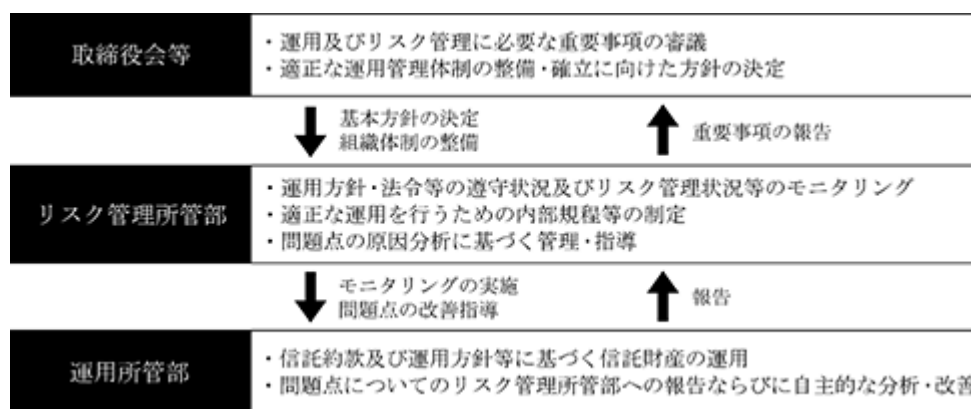 取締役会等
・運用及びリスク管理に必要な重要事項の審議
・適正な運用管理体制の整備・確立に向けた方針の決定
基本方針の決定
組織体制の整備
重要事項の報告
リスク管理所管部
・運用方針・法令等の遵守状況及びリスク管理状況等のモニタリング
・適正な運用を行うための内部規程等の制定
・問題点の原因分析に基づく管理・指導
モニタリングの実施
問題点の改善指導
報告
運用所管部
・信託約款及び運用方針等に基づく信託財産の運用
・問題点についてのリスク管理所管部への報告ならびに自主的な分析・改善